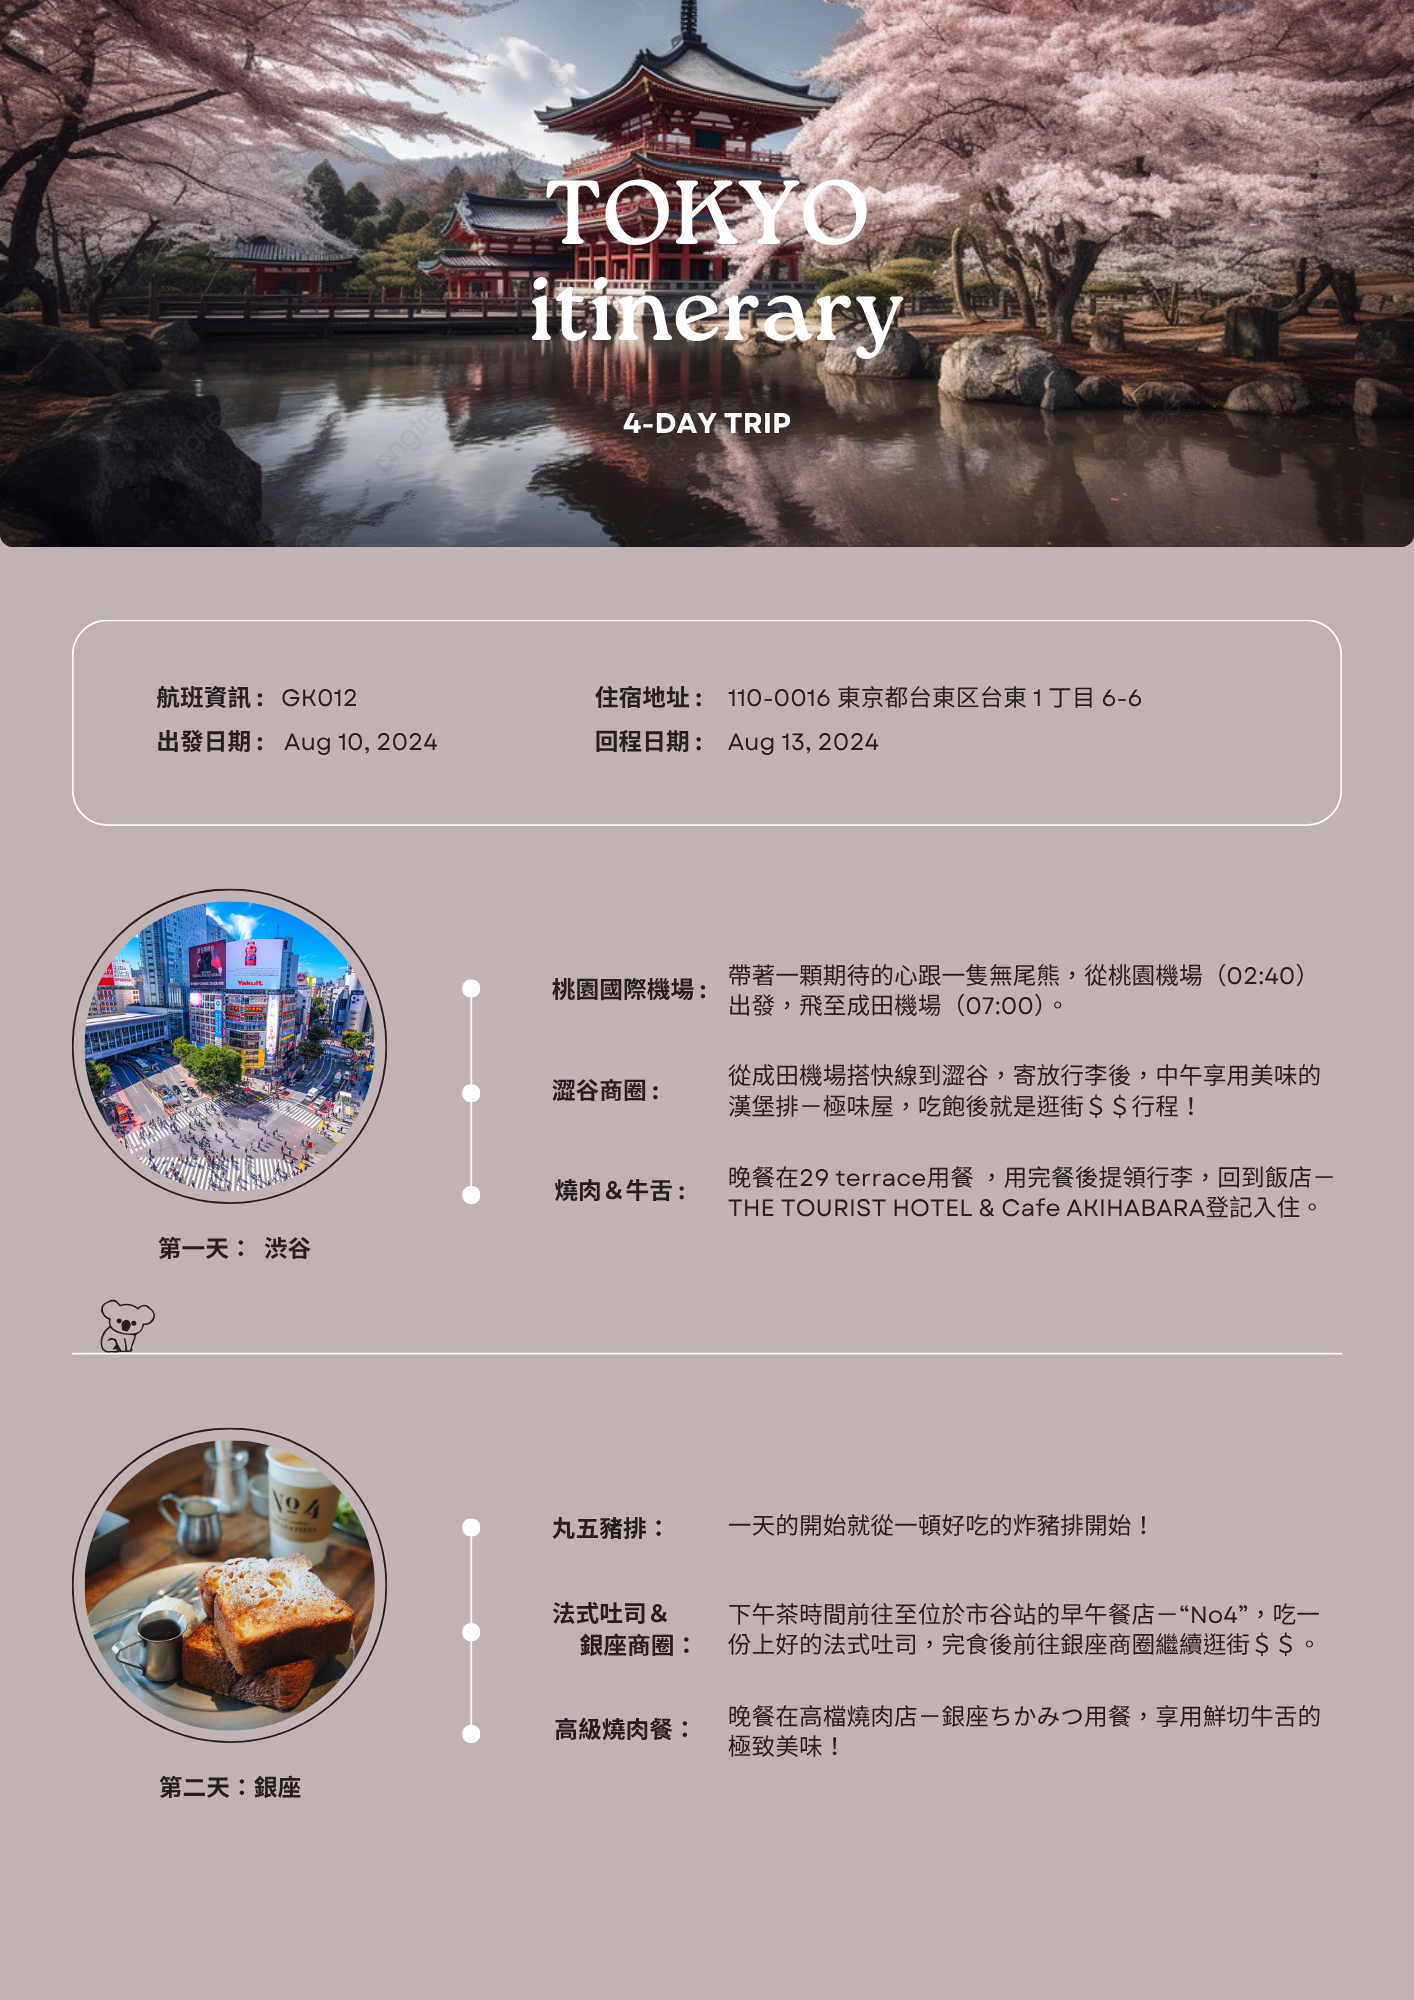 TOKYO
itinerary
4-DAY TRIP
航班資訊： GK012
住宿地址： 110-0016 東京都台東区台東 1 丁目 6-6
出發日期： Aug 10, 2024
回程日期： Aug 13, 2024
桃園國際機場：
帶著一顆期待的心跟一隻無尾熊，從桃園機場（02:40）
出發，飛至成田機場（07:00）。
澀谷商圈：
從成田機場搭快線到澀谷，寄放行李後，中午享用美味的
漢堡排－極味屋，吃飽後就是逛街＄＄行程！
燒肉＆牛舌：
晚餐在29 terrace用餐 ，用完餐後提領行李，回到飯店－
THE TOURIST HOTEL & Cafe AKIHABARA登記入住。
Yakult
第一天： 渋谷
丸五豬排：
一天的開始就從一頓好吃的炸豬排開始！
法式吐司＆
銀座商圈：
下午茶時間前往至位於市谷站的早午餐店－“No4”，吃一
份上好的法式吐司，完食後前往銀座商圈繼續逛街＄＄。
高級燒肉餐：
晚餐在高檔燒肉店－銀座ちかみつ用餐，享用鮮切牛舌的
極致美味！
No4
第二天：銀座